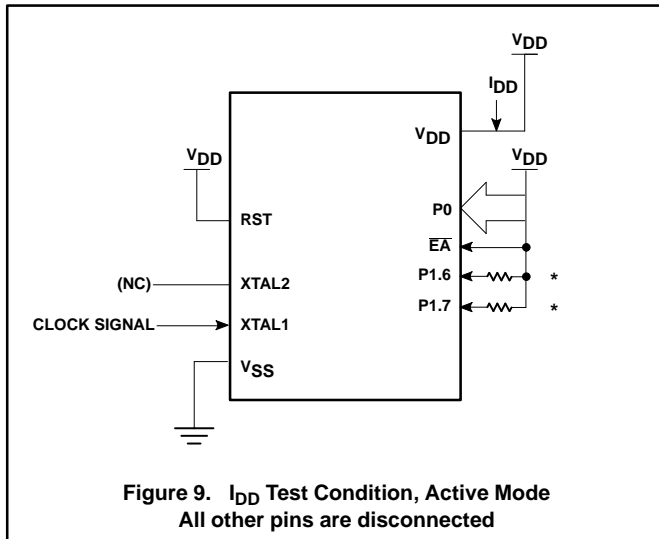 VDD
IDD
VDD
VDD
VDD
RST
P0
EA
(NC)
XTAL2
P1.6
*
CLOCK SIGNAL
XTAL1
P1.7
*
VSS
Figure 9. IDD Test Condition, Active Mode
All other pins are disconnected